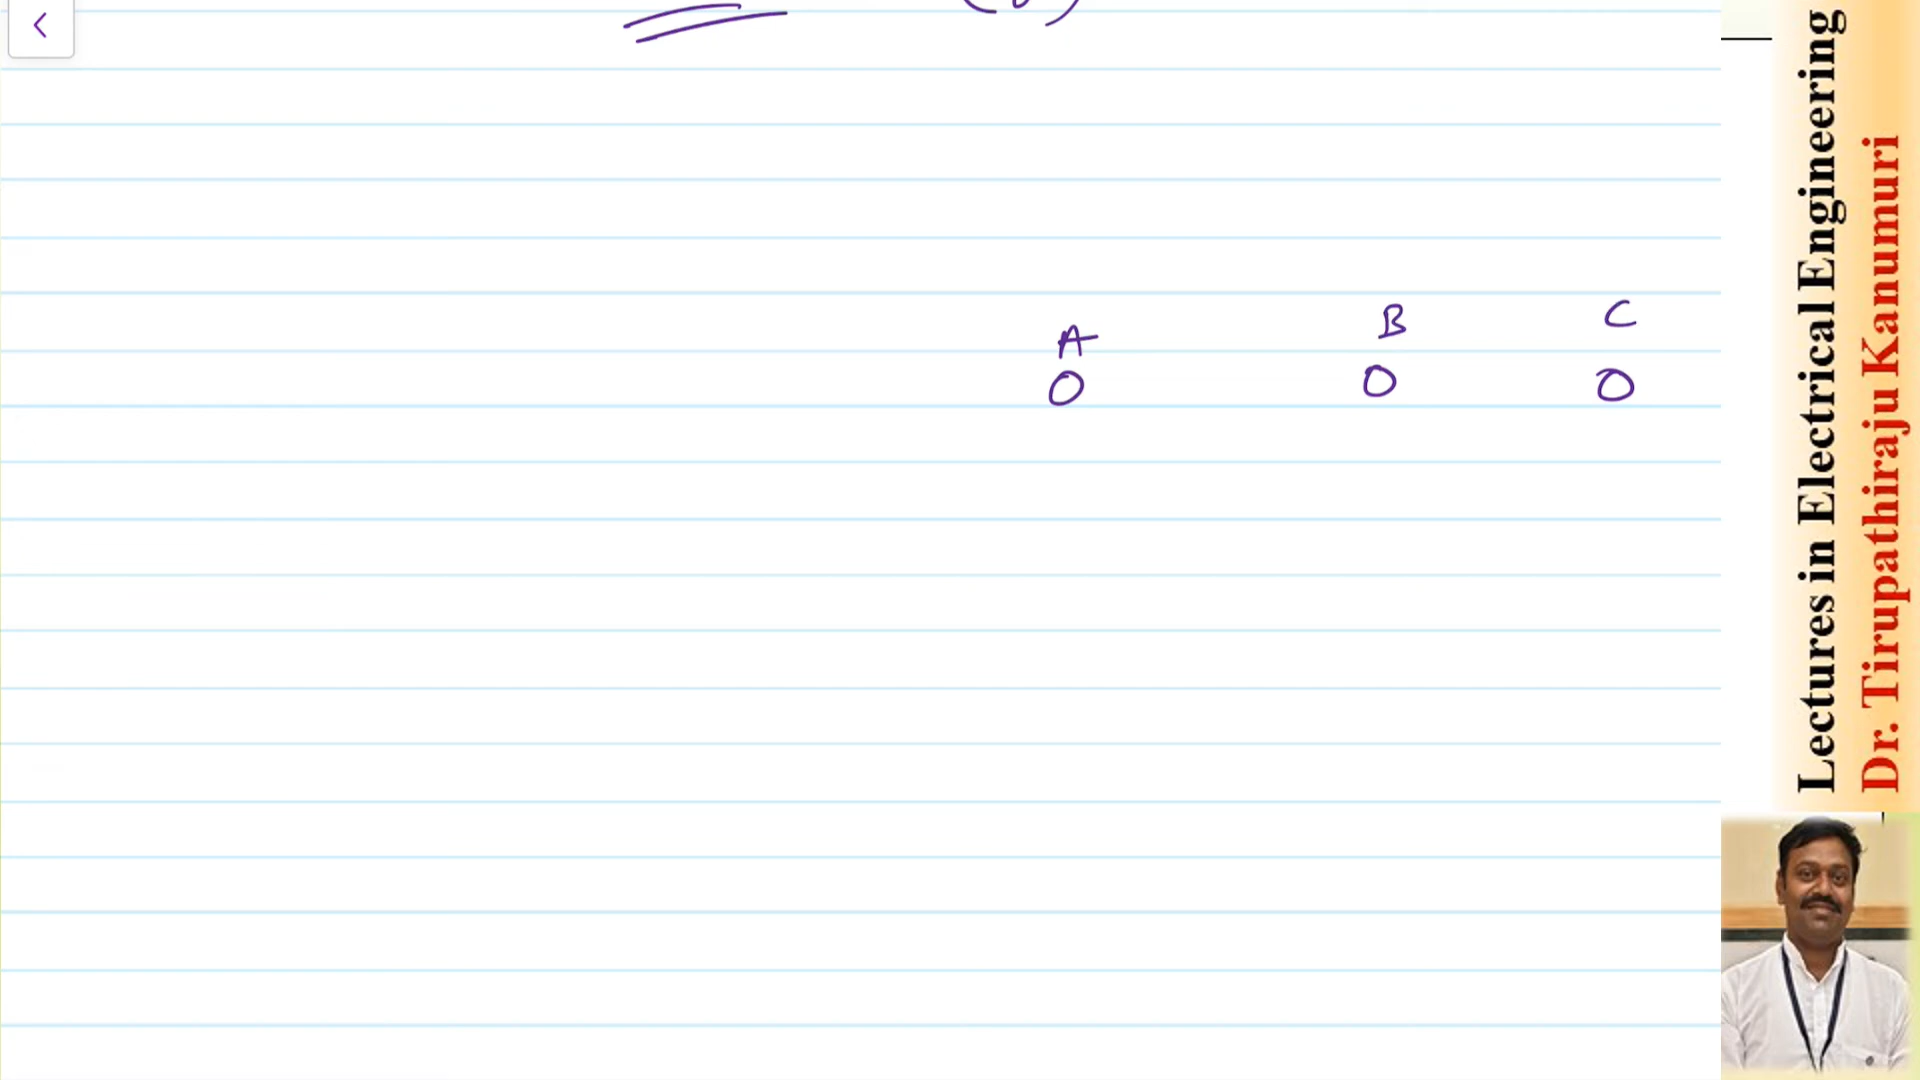 A B C
O O O
Lectures in Electrical Engineering
Dr. Tirupathiraju Kanumuri